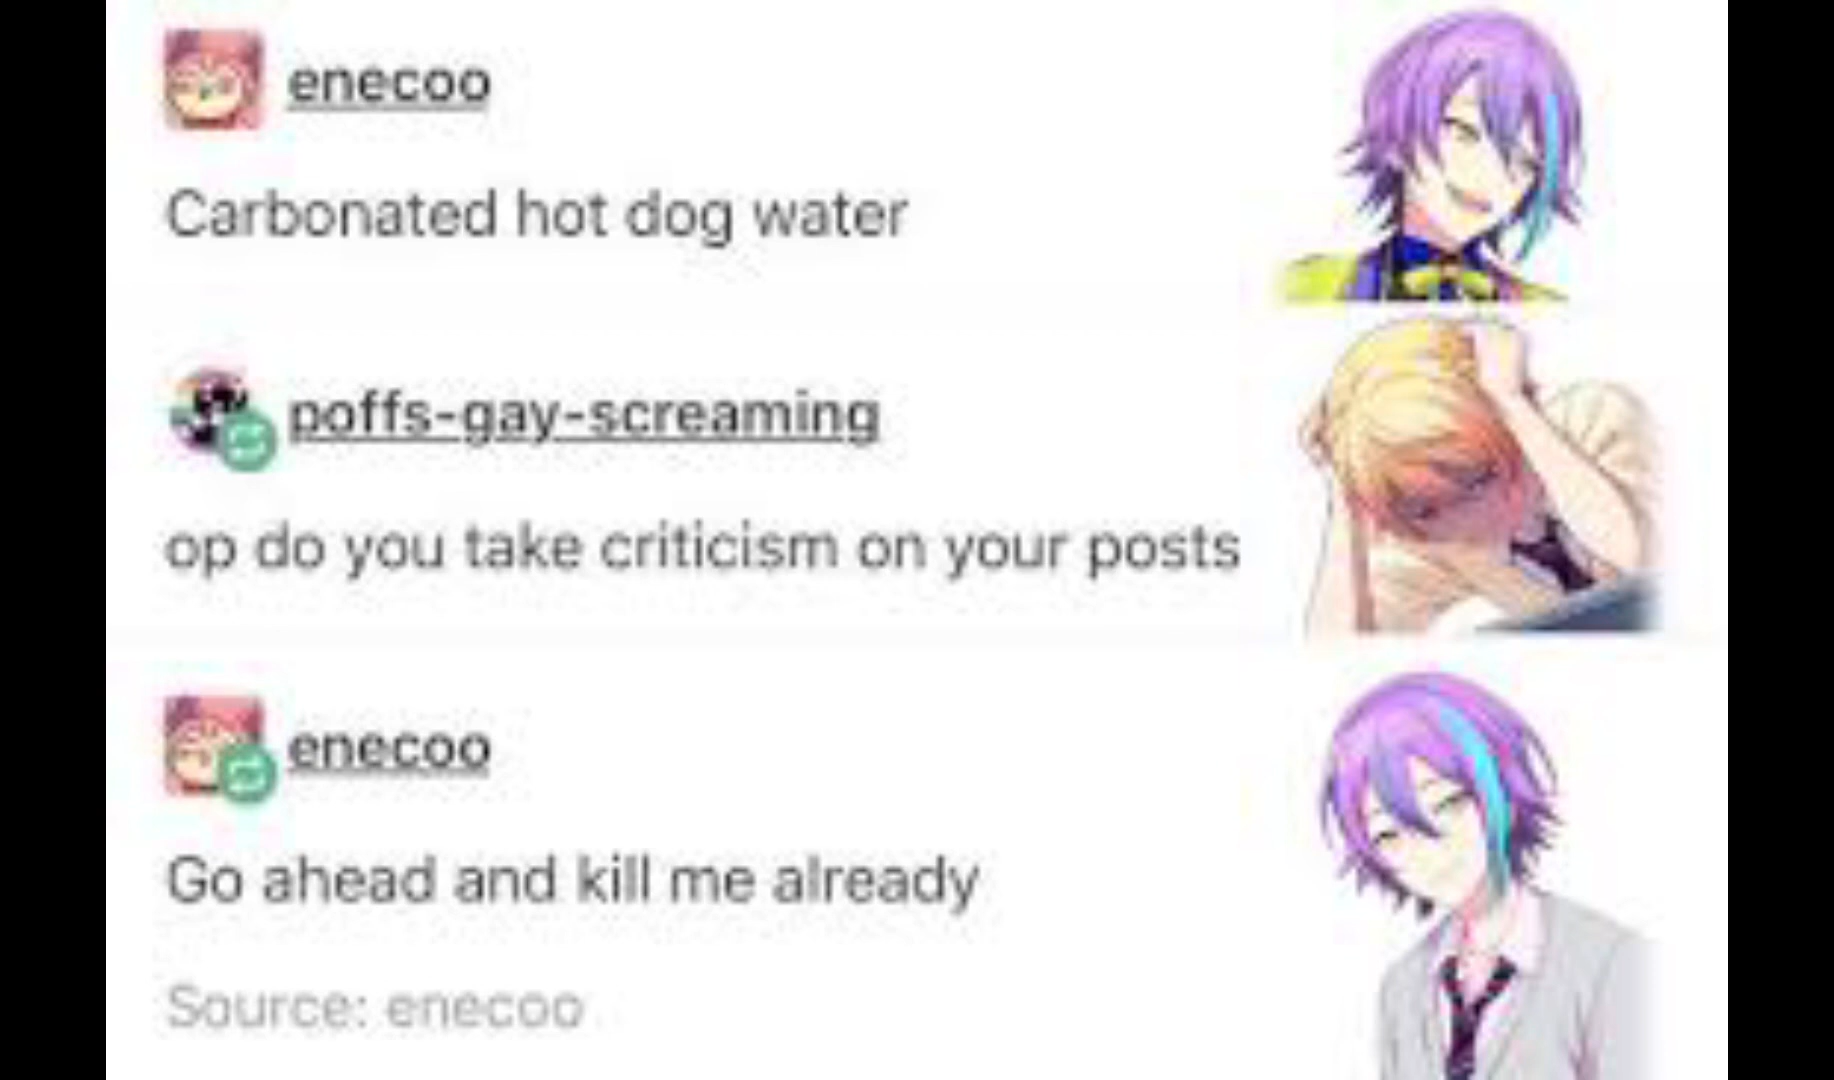 enecoo
Carbonated hot dog water
poffs-gay-screaming
op do you take criticism on your posts
enecoo
Go ahead and kill me already
Source: enecoo